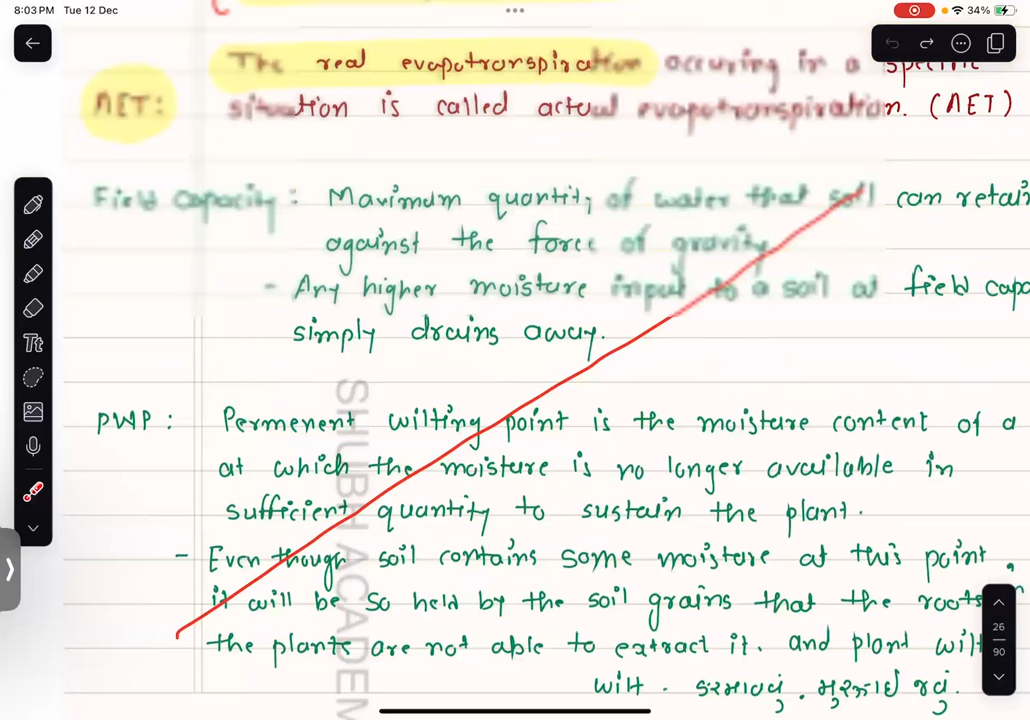 8:03 PM Tue 12 Dec
34%
The real evapotranspiration occuring in a specific
AET: situation is called actual evapotranspiration. (AET)
Field Capacity: Maximum quantity of water that soil can retain
against the force of gravity
- Any higher moisture input to a soil at field capa
simply drains away.
PWP: Permenent wilting point is the moisture content of a
at which the moisture is no longer available in
sufficient quantity to sustain the plant.
- Even though soil contains some moisture at this point,
it will be so held by the soil grains that the roots
the plants are not able to extract it. and plant will
wilt. કરમાવવું. મુરઝાઈ જવું.
SHUBH ACADEM
Tt
26
90